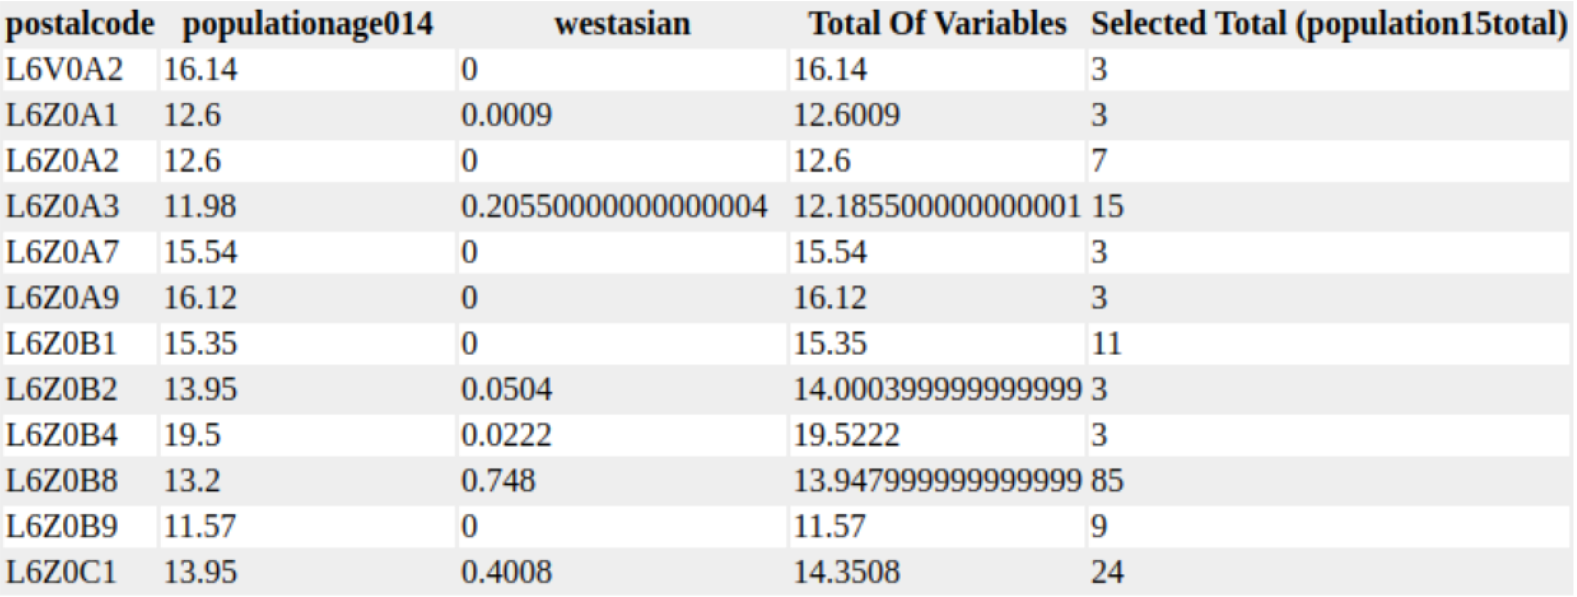 postalcode populationage014 westasian Total Of Variables Selected Total (population15total)
L6V0A2 16.14 0 16.14 3
L6Z0A1 12.6 0.0009 12.6009 3
L6Z0A2 12.6 0 12.6 7
L6Z0A3 11.98 0.20550000000000004 12.185500000000001 15
L6Z0A7 15.54 0 15.54 3
L6Z0A9 16.12 0 16.12 3
L6Z0B1 15.35 0 15.35 11
L6Z0B2 13.95 0.0504 14.000399999999999 3
L6Z0B4 19.5 0.0222 19.5222 3
L6Z0B8 13.2 0.748 13.947999999999999 85
L6Z0B9 11.57 0 11.57 9
L6Z0C1 13.95 0.4008 14.3508 24